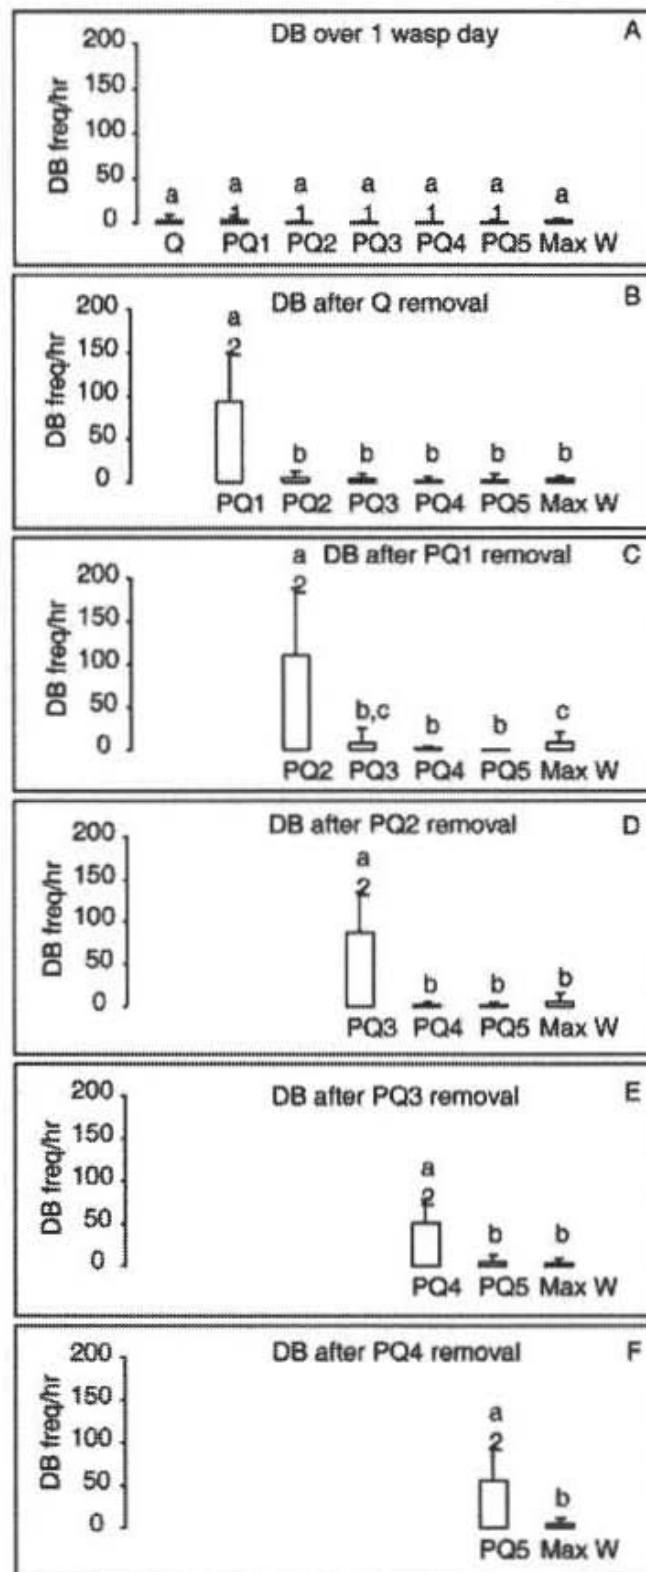 DB over 1 wasp day A
200
150
100
50
0
DB freq/hr
a a a a a a a
1 1 1 1 1
Q PQ1 PQ2 PQ3 PQ4 PQ5 Max W
DB after Q removal B
200
150
100
50
0
DB freq/hr
a
2
b b b b b
PQ1 PQ2 PQ3 PQ4 PQ5 Max W
DB after PQ1 removal C
200
150
100
50
0
DB freq/hr
a
2
b,c b b c
PQ2 PQ3 PQ4 PQ5 Max W
DB after PQ2 removal D
200
150
100
50
0
DB freq/hr
a
2
b b b
PQ3 PQ4 PQ5 Max W
DB after PQ3 removal E
200
150
100
50
0
DB freq/hr
a
2
b b
PQ4 PQ5 Max W
DB after PQ4 removal F
200
150
100
50
0
DB freq/hr
a
2
b
PQ5 Max W